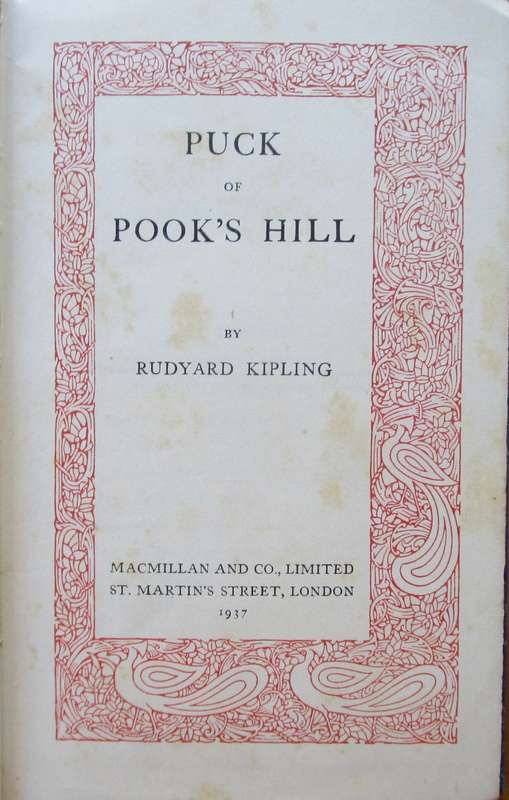 PUCK
OF
POOK'S HILL
BY
RUDYARD KIPLING
MACMILLAN AND CO., LIMITED
ST. MARTIN'S STREET, LONDON
1937